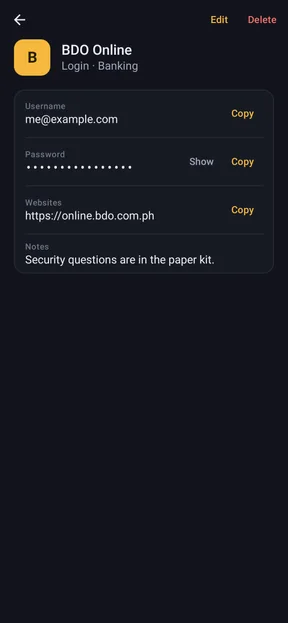 Edit Delete
B
BDO Online
Login · Banking
Username
me@example.com
Copy
Password
••••••••••••••••
Show Copy
Websites
https://online.bdo.com.ph
Copy
Notes
Security questions are in the paper kit.